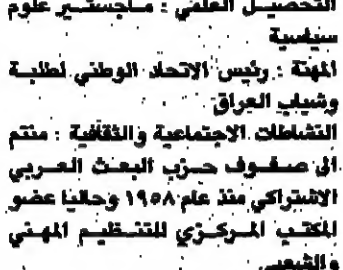 التحصيل العلمي : ماجستير علوم
سياسية
المهنة : رئيس الاتحاد الوطني لطلبة
وشباب العراق
النشاطات الاجتماعية والثقافية : منتم
الى صفوف حزب البعث العربي
الاشتراكي منذ عام ١٩٥٨ وحاليا عضو
المكتب المركزي للتنظيم المهني
والشعبي